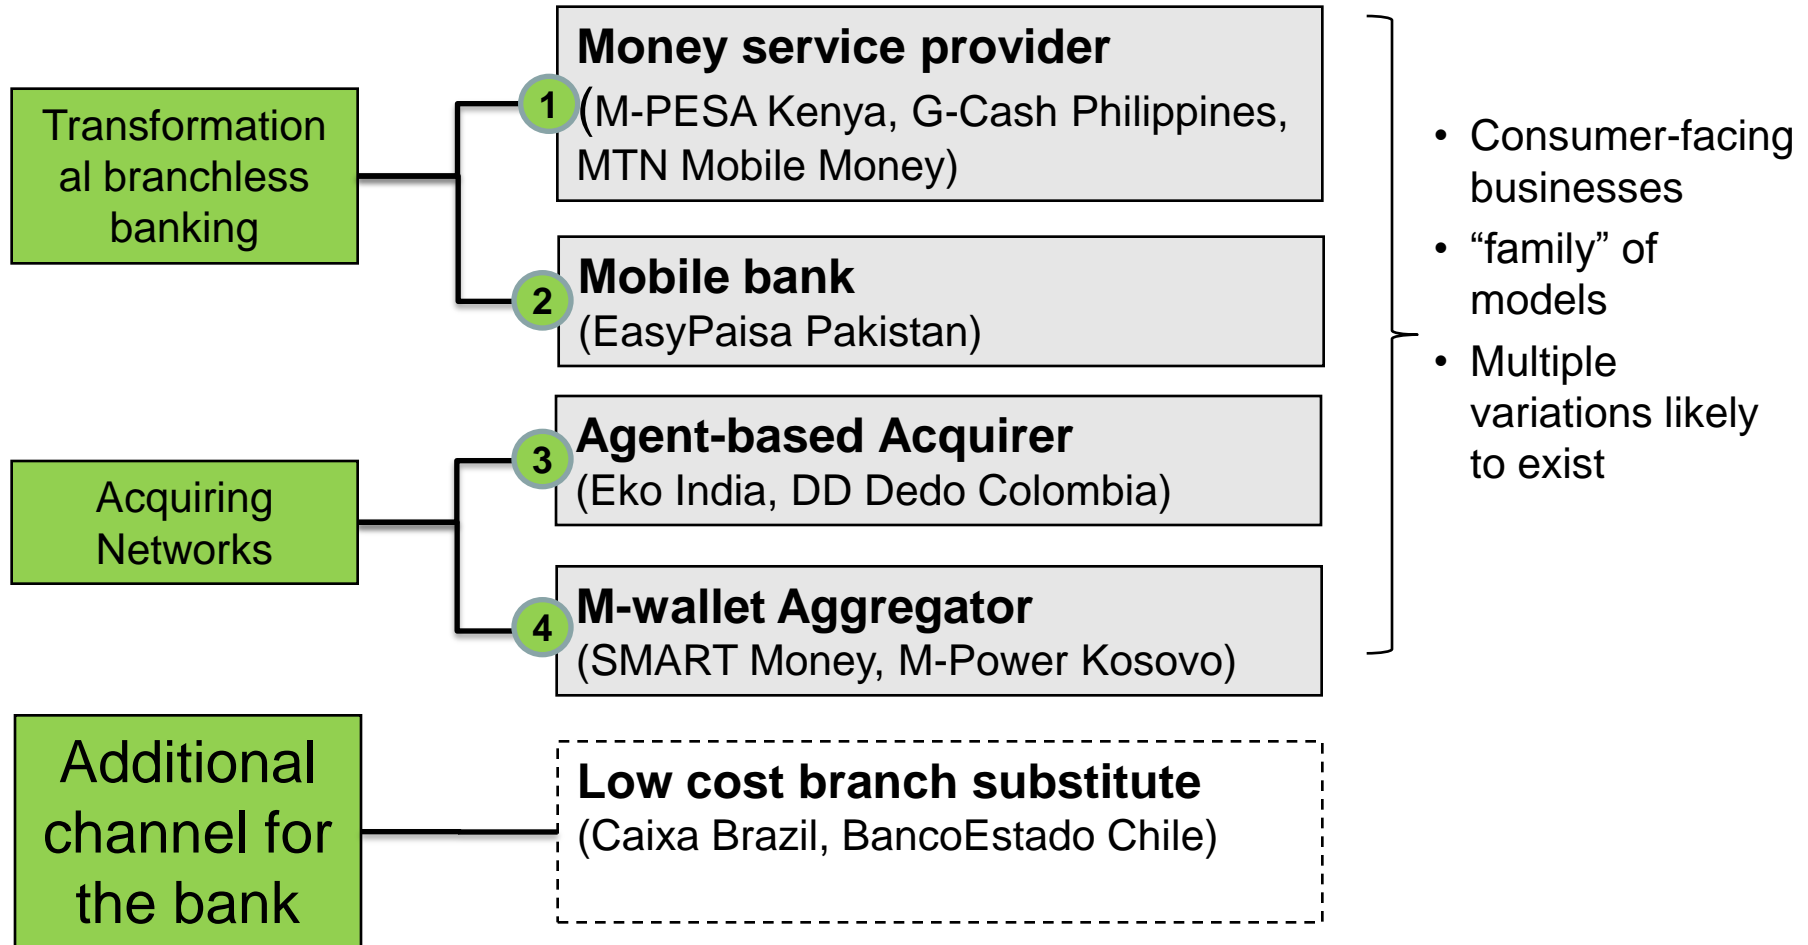 Transformation
al branchless
banking
1
Money service provider
(M-PESA Kenya, G-Cash Philippines,
MTN Mobile Money)
2
Mobile bank
(EasyPaisa Pakistan)
Acquiring
Networks
3
Agent-based Acquirer
(Eko India, DD Dedo Colombia)
4
M-wallet Aggregator
(SMART Money, M-Power Kosovo)
Additional
channel for
the bank
Low cost branch substitute
(Caixa Brazil, BancoEstado Chile)
• Consumer-facing
businesses
• “family” of
models
• Multiple
variations likely
to exist